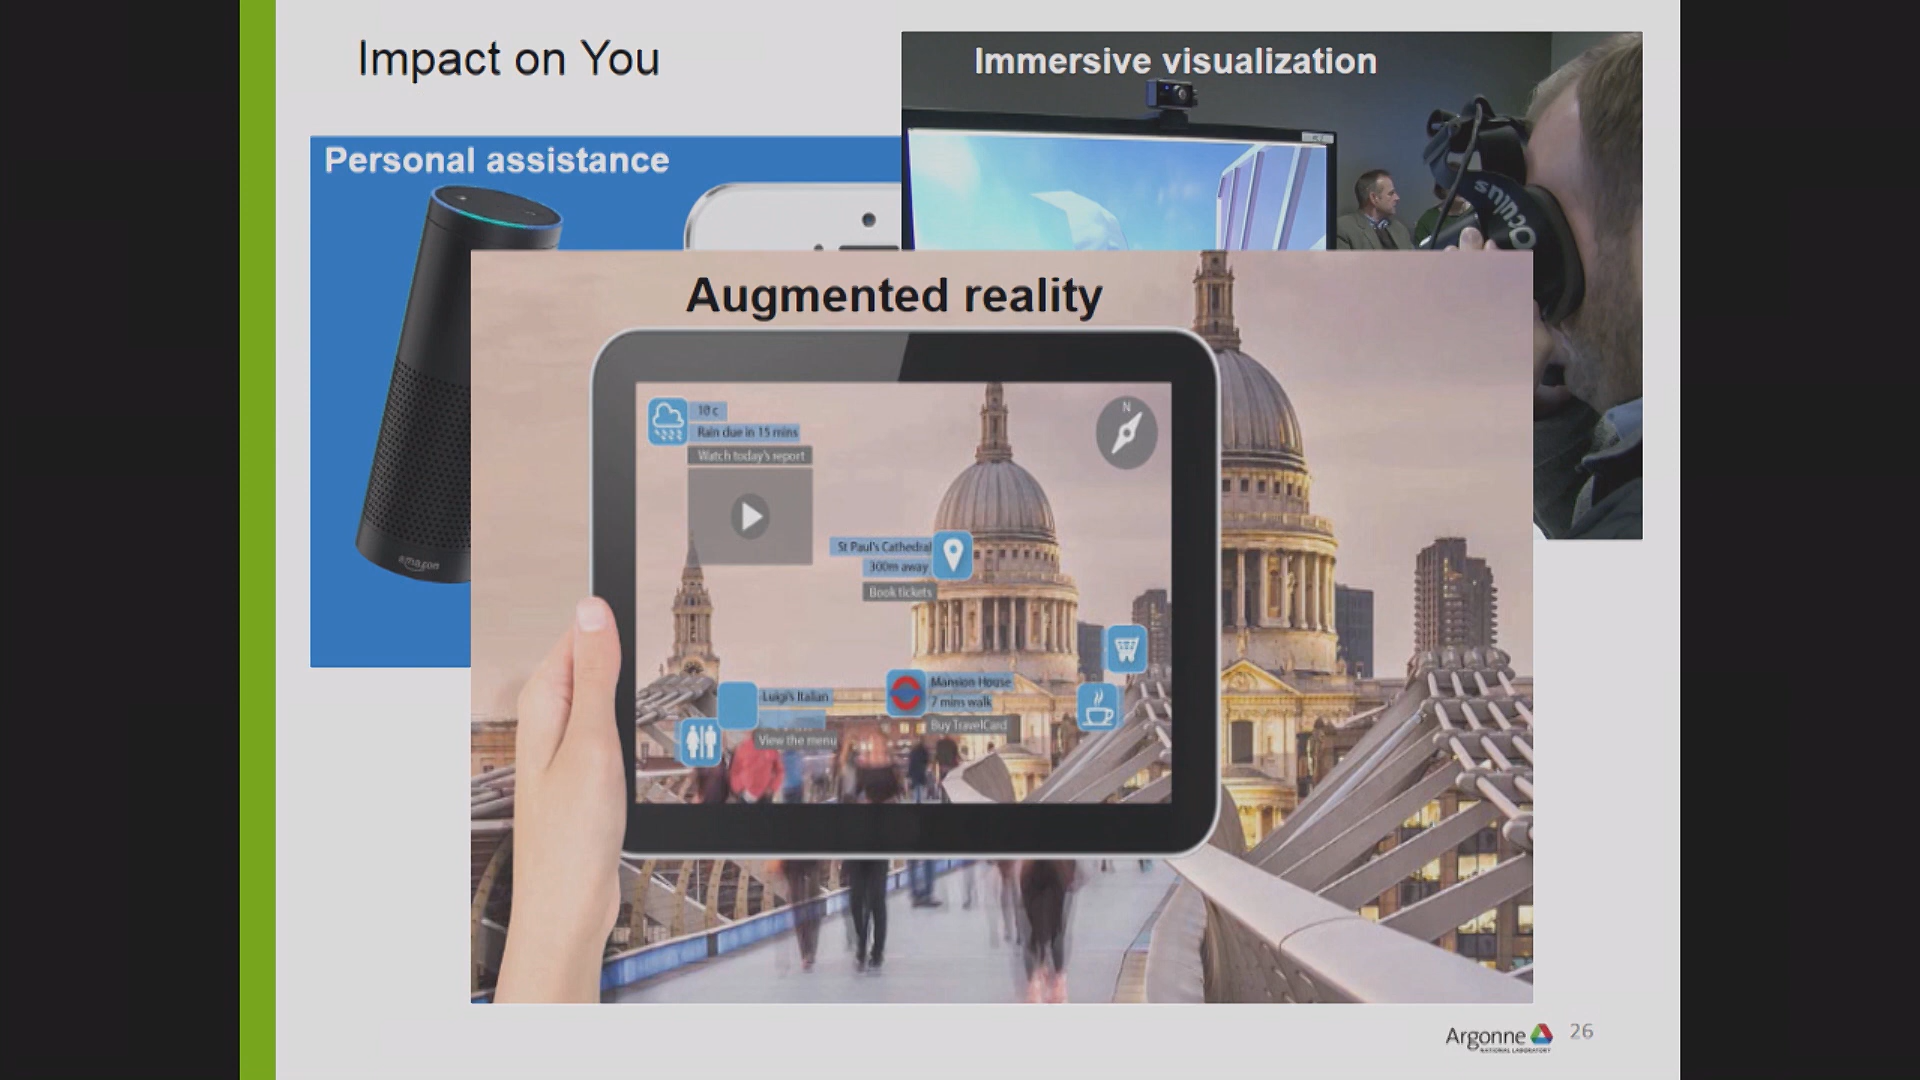 Impact on You
Immersive visualization
Personal assistance
Oculus
amazon
Augmented reality
N
10 c
Rain due in 15 mins
Watch today's report
St Paul's Cathedral
300m away
Book tickets
Luigi's Italian
View the menu
Mansion House
7 mins walk
Buy TravelCard
Argonne
NATIONAL LABORATORY
26